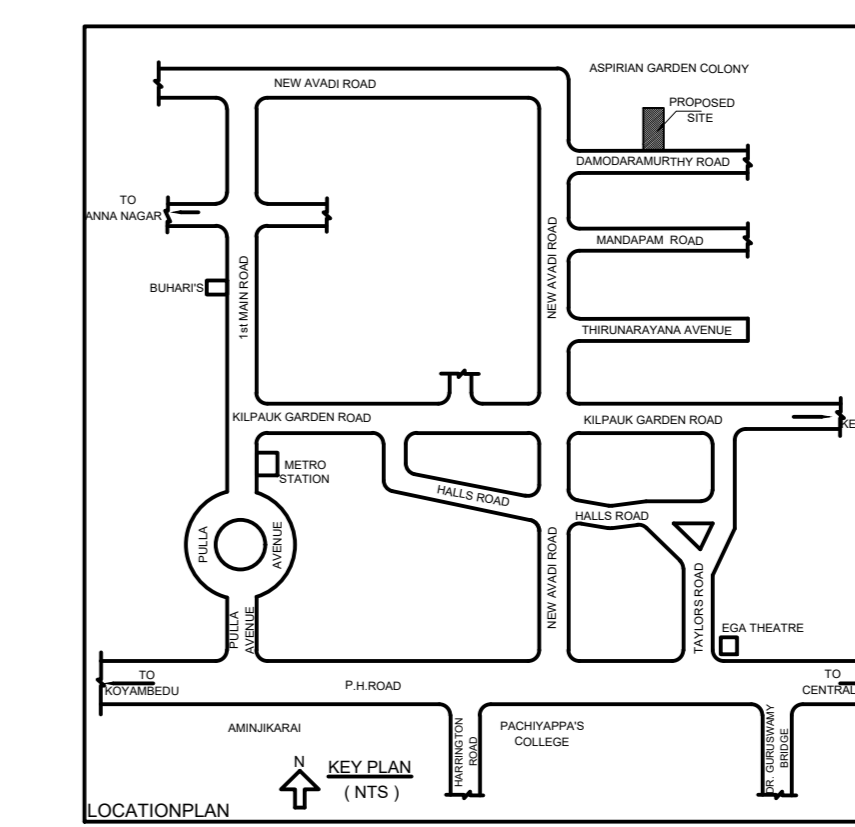 ASPIRIAN GARDEN COLONY
NEW AVADI ROAD
PROPOSED
SITE
DAMODARAMURTHY ROAD
TO
ANNA NAGAR
MANDAPAM ROAD
NEW AVADI ROAD
BUHARI'S
1st MAIN ROAD
THIRUNARAYANA AVENUE
KILPAUK GARDEN ROAD
KILPAUK GARDEN ROAD
KE
METRO
STATION
HALLS ROAD
HALLS ROAD
PULLA
AVENUE
NEW AVADI ROAD
TAYLORS ROAD
PULLA
AVENUE
EGA THEATRE
TO
KOYAMBEDU
P.H.ROAD
TO
CENTRAL
AMINJIKARAI
HARRINGTON
ROAD
PACHIYAPPA'S
COLLEGE
DR. GURUSWAMY
BRIDGE
N
KEY PLAN
( NTS )
LOCATIONPLAN